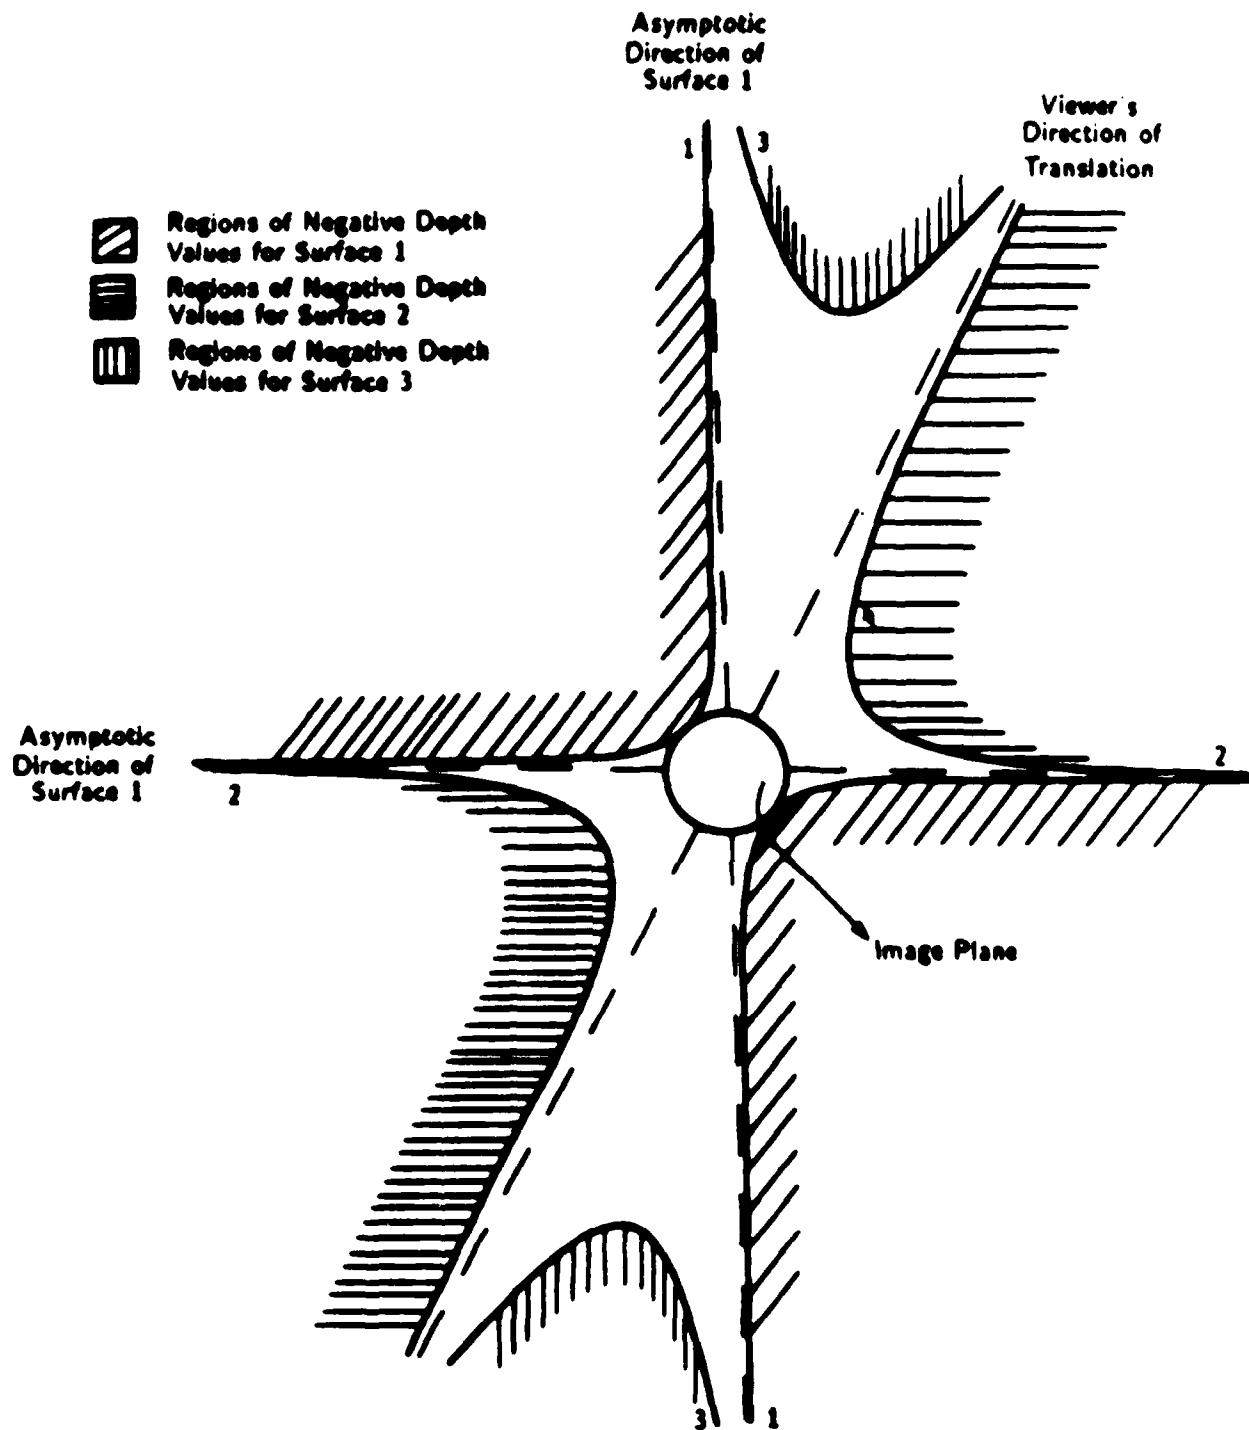 Asymptotic
Direction of
Surface 1
Viewer's
Direction of
Translation
1
3
Regions of Negative Depth
Values for Surface 1
Regions of Negative Depth
Values for Surface 2
Regions of Negative Depth
Values for Surface 3
Asymptotic
Direction of
Surface 1
2
2
Image Plane
3
1